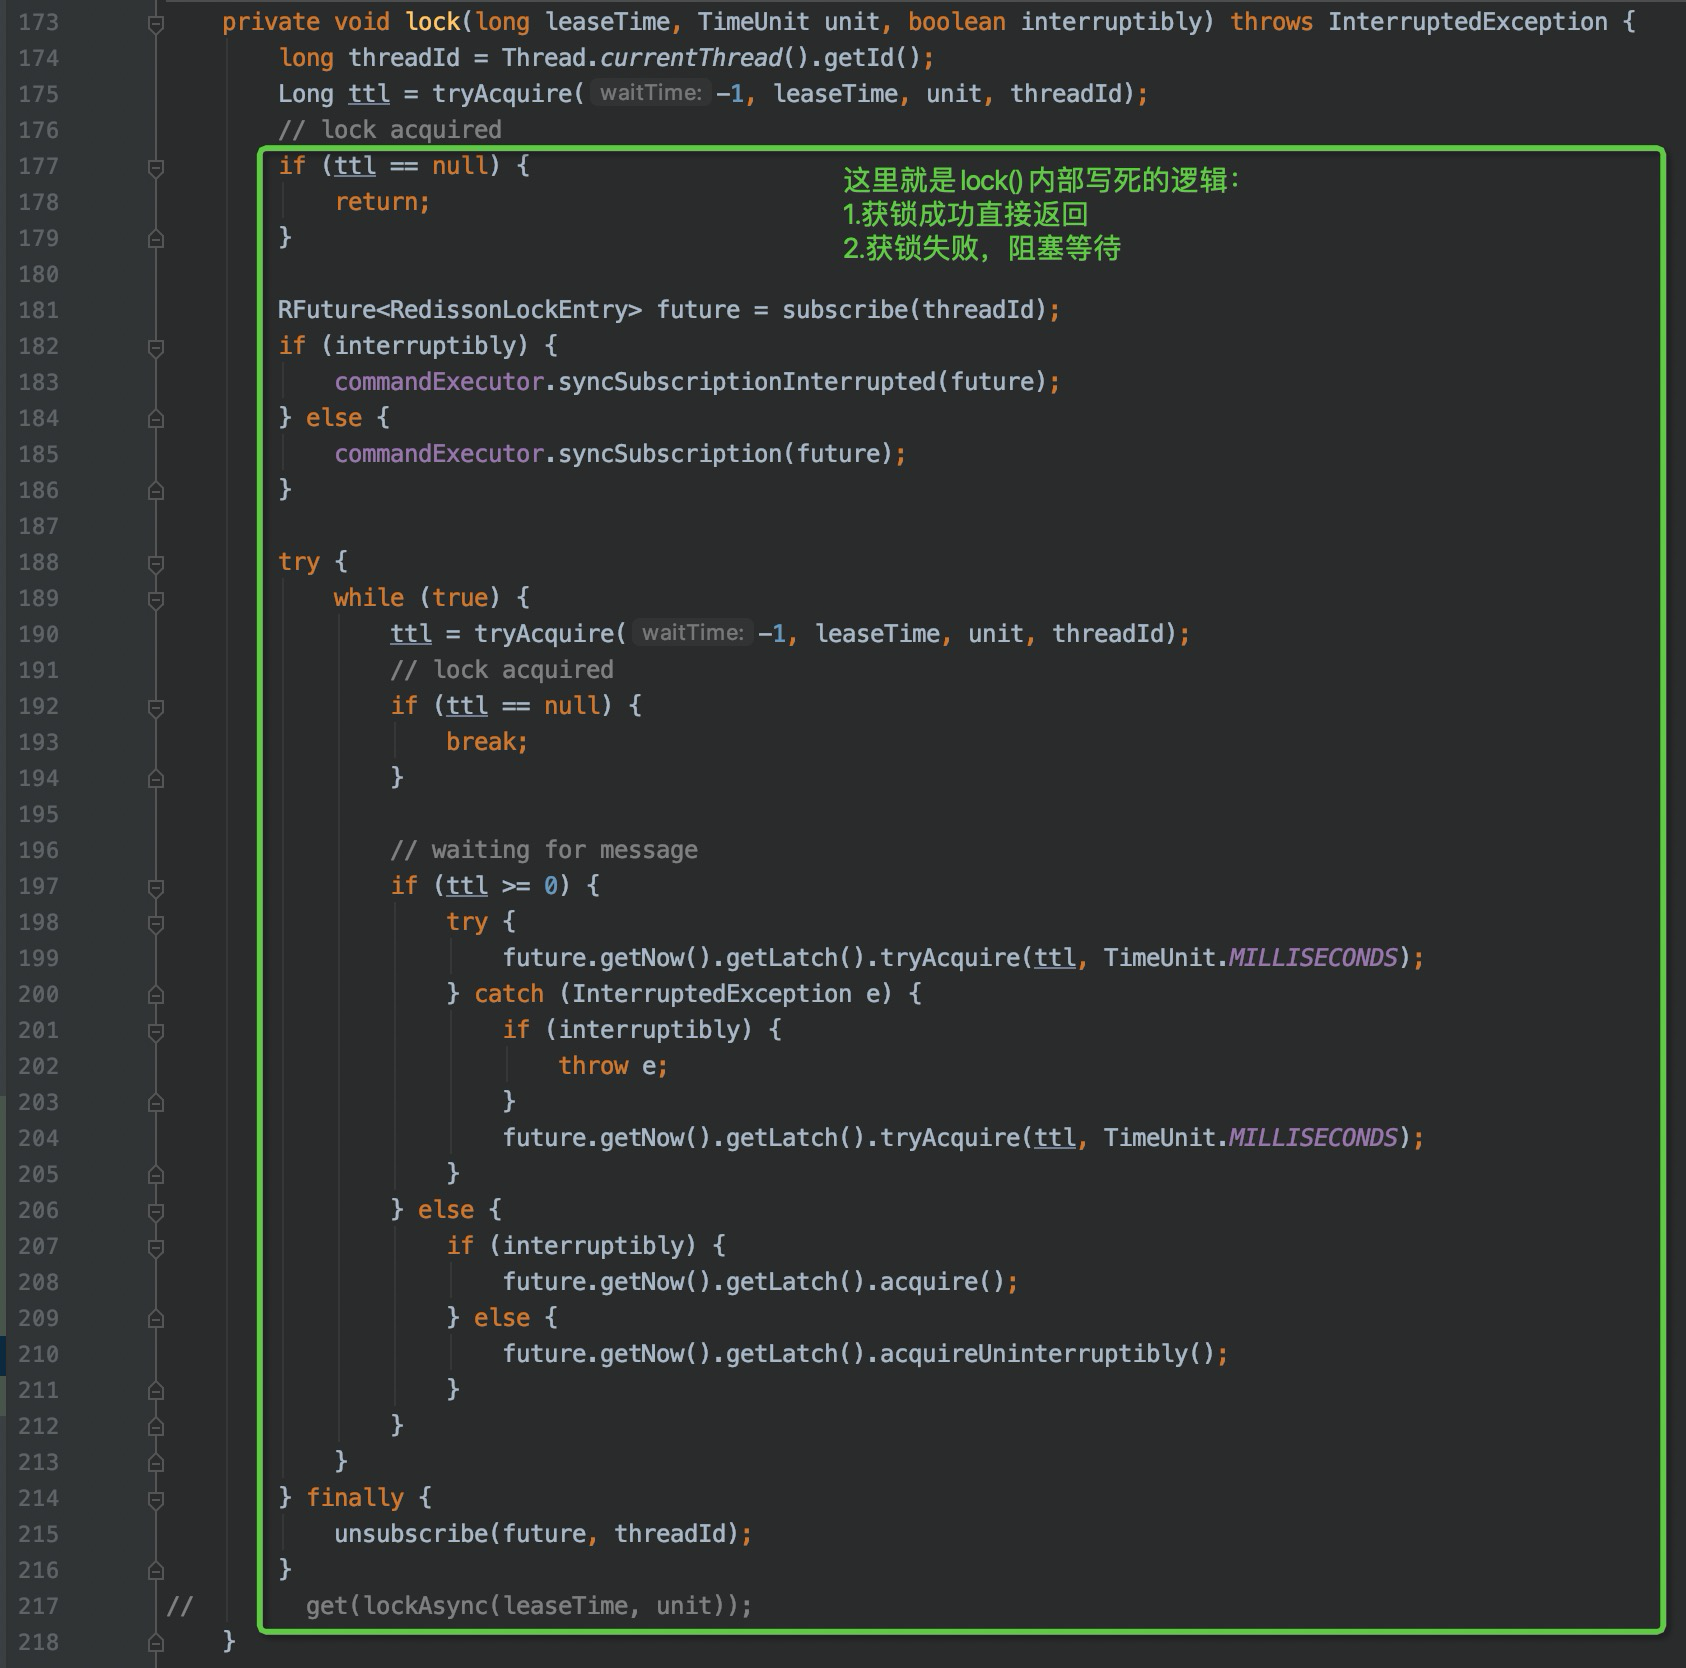 173 private void lock(long leaseTime, TimeUnit unit, boolean interruptibly) throws InterruptedException {
174 long threadId = Thread.currentThread().getId();
175 Long ttl = tryAcquire( waitTime: -1, leaseTime, unit, threadId);
176 // lock acquired
177 if (ttl == null) {
这里就是lock()内部写死的逻辑：
178 return;
1.获锁成功直接返回
179 }
2.获锁失败，阻塞等待
180
181 RFuture<RedissonLockEntry> future = subscribe(threadId);
182 if (interruptibly) {
183 commandExecutor.syncSubscriptionInterrupted(future);
184 } else {
185 commandExecutor.syncSubscription(future);
186 }
187
188 try {
189 while (true) {
190 ttl = tryAcquire( waitTime: -1, leaseTime, unit, threadId);
191 // lock acquired
192 if (ttl == null) {
193 break;
194 }
195
196 // waiting for message
197 if (ttl >= 0) {
198 try {
199 future.getNow().getLatch().tryAcquire(ttl, TimeUnit.MILLISECONDS);
200 } catch (InterruptedException e) {
201 if (interruptibly) {
202 throw e;
203 }
204 future.getNow().getLatch().tryAcquire(ttl, TimeUnit.MILLISECONDS);
205 }
206 } else {
207 if (interruptibly) {
208 future.getNow().getLatch().acquire();
209 } else {
210 future.getNow().getLatch().acquireUninterruptibly();
211 }
212 }
213 }
214 } finally {
215 unsubscribe(future, threadId);
216 }
217 // get(lockAsync(leaseTime, unit));
218 }